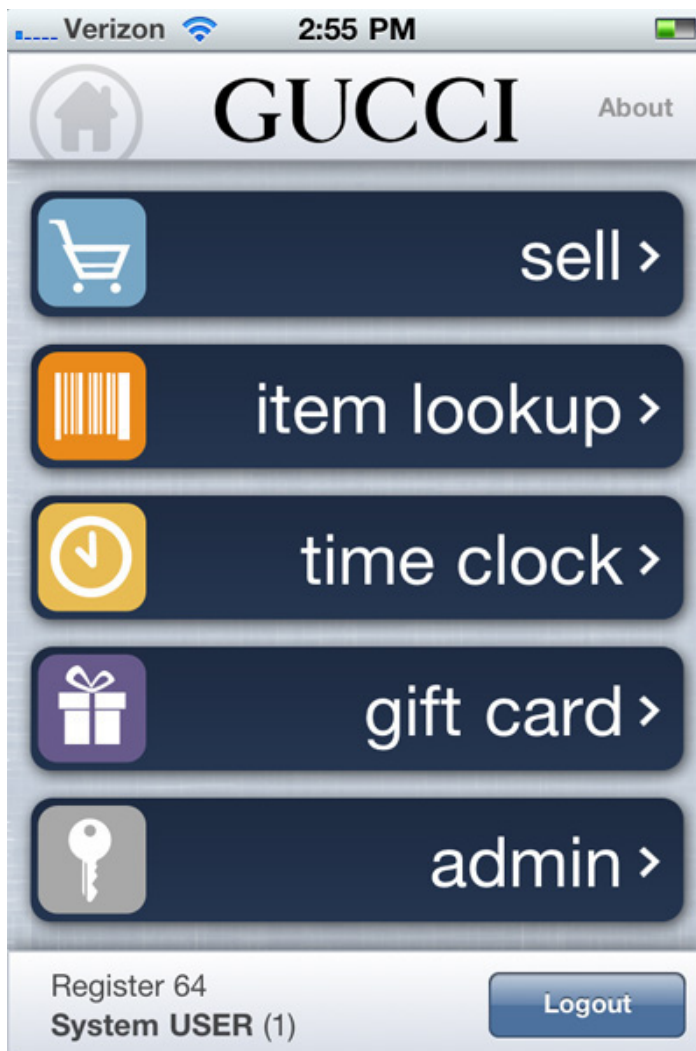 Verizon 2:55 PM
GUCCI About
sell >
item lookup >
time clock >
gift card >
admin >
Register 64
System USER (1)
Logout